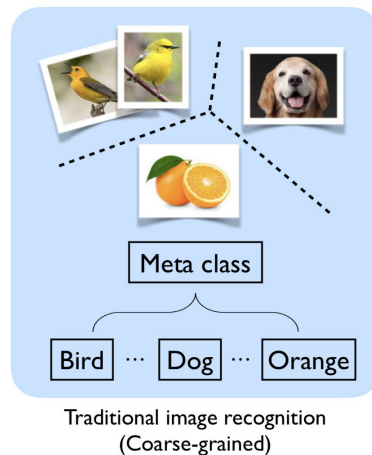 Meta class
Bird ... Dog ... Orange
Traditional image recognition
(Coarse-grained)